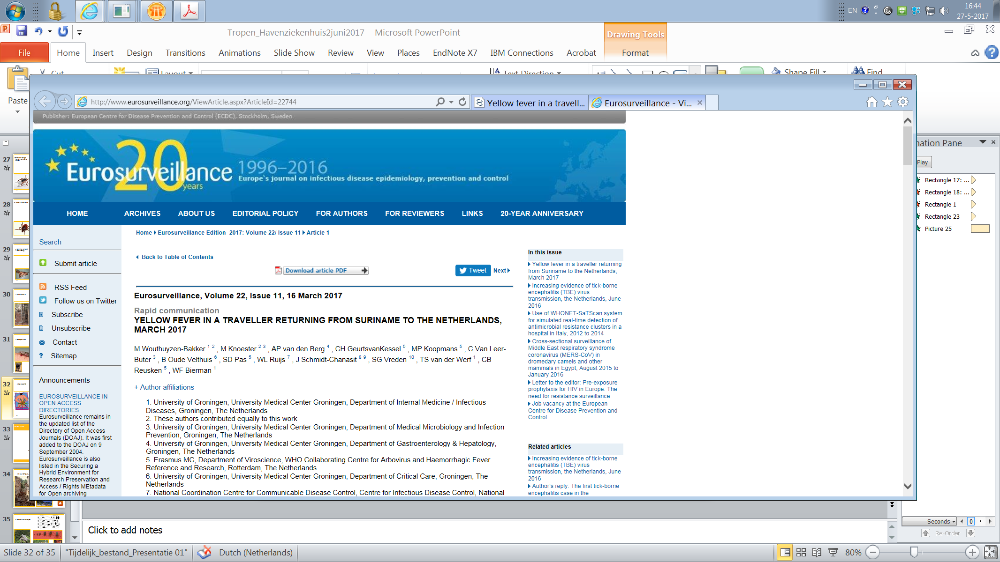 EN
16:44
27-5-2017
Tropen_Havenziekenhuis2juni2017 - Microsoft PowerPoint
Drawing Tools
File
Home
Insert
Design
Transitions
Animations
Slide Show
Review
View
Places
EndNote X7
IBM Connections
Acrobat
Format
Cut
Layout
Text Direction
Shape Fill
Find
Paste
http://www.eurosurveillance.org/ViewArticle.aspx?ArticleId=22744
Yellow fever in a travell...
Eurosurveillance - Vi...
Publisher: European Centre for Disease Prevention and Control (ECDC), Stockholm, Sweden
20
years
Eurosurveillance
1996–2016
Europe's journal on infectious disease epidemiology, prevention and control
HOME
ARCHIVES
ABOUT US
EDITORIAL POLICY
FOR AUTHORS
FOR REVIEWERS
LINKS
20-YEAR ANNIVERSARY
Search
Submit article
RSS Feed
Follow us on Twitter
Subscribe
Unsubscribe
Contact
Sitemap
Announcements
EUROSURVEILLANCE IN
OPEN ACCESS
DIRECTORIES
Eurosurveillance remains in
the updated list of the
Directory of Open Access
Journals (DOAJ). It was first
added to the DOAJ on 9
September 2004.
Eurosurveillance is also
listed in the Securing a
Hybrid Environment for
Research Preservation and
Access / Rights MEtadata
for Open archiving
Home Eurosurveillance Edition 2017: Volume 22/ Issue 11 Article 1
Back to Table of Contents
Download article PDF
Tweet
Next
Eurosurveillance, Volume 22, Issue 11, 16 March 2017
Rapid communication
YELLOW FEVER IN A TRAVELLER RETURNING FROM SURINAME TO THE NETHERLANDS,
MARCH 2017
M Wouthuyzen-Bakker 1 2 , M Knoester 2 3 , AP van den Berg 4 , CH GeurtsvanKessel 5 , MP Koopmans 5 , C Van Leer-
Buter 3 , B Oude Velthuis 6 , SD Pas 5 , WL Ruijs 7 , J Schmidt-Chanasit 8 9 , SG Vreden 10 , TS van der Werf 1 , CB
Reusken 5 , WF Bierman 1
+ Author affiliations
1. University of Groningen, University Medical Center Groningen, Department of Internal Medicine / Infectious
Diseases, Groningen, The Netherlands
2. These authors contributed equally to this work
3. University of Groningen, University Medical Center Groningen, Department of Medical Microbiology and Infection
Prevention, Groningen, The Netherlands
4. University of Groningen, University Medical Center Groningen, Department of Gastroenterology & Hepatology,
Groningen, The Netherlands
5. Erasmus MC, Department of Viroscience, WHO Collaborating Centre for Arbovirus and Haemorrhagic Fever
Reference and Research, Rotterdam, The Netherlands
6. University of Groningen, University Medical Center Groningen, Department of Critical Care, Groningen, The
Netherlands
7. National Coordination Centre for Communicable Disease Control, Centre for Infectious Disease Control, National
In this issue
Yellow fever in a traveller returning
from Suriname to the Netherlands,
March 2017
Increasing evidence of tick-borne
encephalitis (TBE) virus
transmission, the Netherlands, June
2016
Use of WHONET-SaTScan system
for simulated real-time detection of
antimicrobial resistance clusters in a
hospital in Italy, 2012 to 2014
Cross-sectional surveillance of
Middle East respiratory syndrome
coronavirus (MERS-CoV) in
dromedary camels and other
mammals in Egypt, August 2015 to
January 2016
Letter to the editor: Pre-exposure
prophylaxis for HIV in Europe: The
need for resistance surveillance
Job vacancy at the European
Centre for Disease Prevention and
Control
Related articles
Increasing evidence of tick-borne
encephalitis (TBE) virus
transmission, the Netherlands, June
2016
Author's reply: The first tick-borne
encephalitis case in the
nation Pane
Play
Rectangle 17: ...
Rectangle 18: ...
Rectangle 1
Rectangle 23
Picture 25
Seconds
0
Re-Order
27
28
29
30
31
32
33
34
35
Click to add notes
Slide 32 of 35
"Tijdelijk_bestand_Presentatie 01"
Dutch (Netherlands)
80%